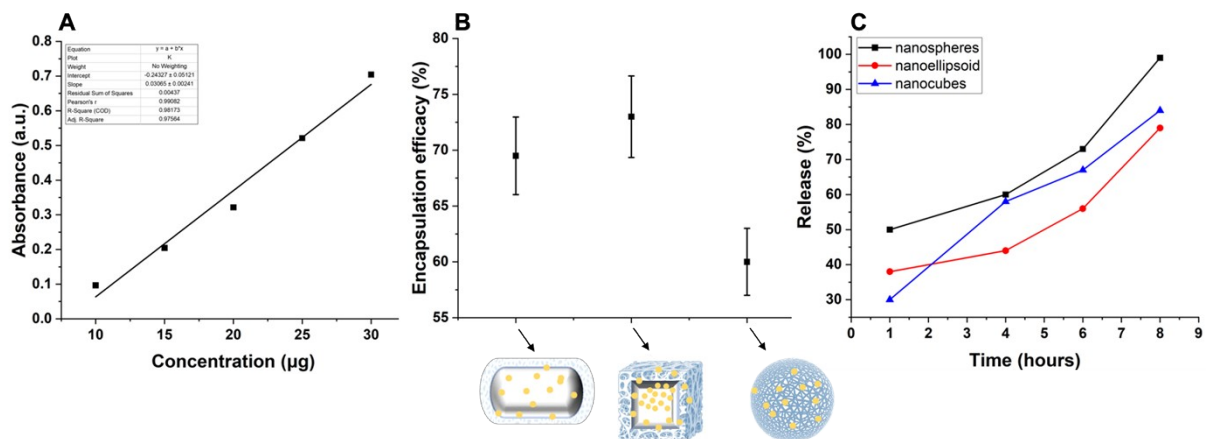 A
Absorbance (a.u.)
0.8
0.7
0.6
0.5
0.4
0.3
0.2
0.1
0.0
Equation y = a + b*x
Plot K
Weight No Weighting
Intercept -0.24327 ± 0.05121
Slope 0.03065 ± 0.00241
Residual Sum of Squares 0.00437
Pearson's r 0.99082
R-Square (COD) 0.98173
Adj. R-Square 0.97564
10 15 20 25 30
Concentration (µg)
B
Encapsulation efficacy (%)
75
70
65
60
55
C
nanospheres
nanoellipsoid
nanocubes
Release (%)
100
90
80
70
60
50
40
30
0 1 2 3 4 5 6 7 8 9
Time (hours)